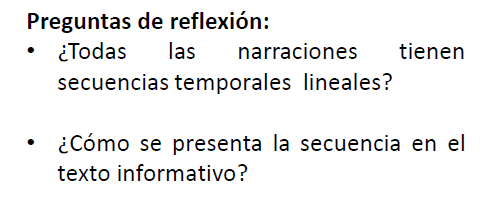 Preguntas de reflexión:
• ¿Todas las narraciones tienen
secuencias temporales lineales?
• ¿Cómo se presenta la secuencia en el
texto informativo?